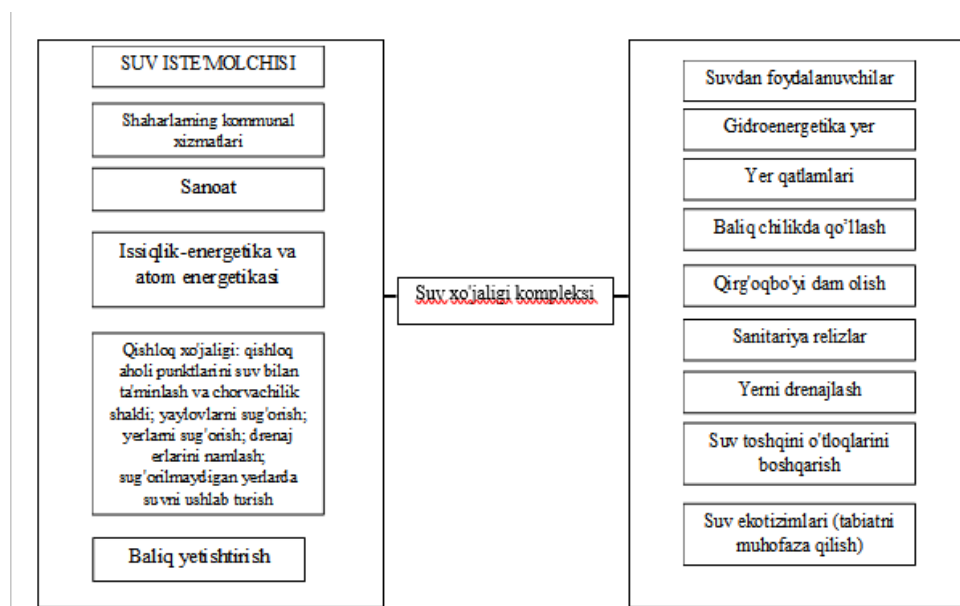 SUV ISTE'MOLCHISI
Shaharlarning kommunal
xizmatlari
Sanoat
Issiqlik-energetika va
atom energetikasi
Qishloq xo'jaligi: qishloq
aholi punktlarini suv bilan
ta'minlash va chorvachilik
shakli; yaylovlarni sug'orish;
yerlarni sug'orish; drenaj
erlarini namlash;
sug'orilmaydigan yerlarda
suvni ushlab turish
Baliq yetishtirish
Suv xo'jaligi kompleksi
Suvdan foydalanuvchilar
Gidroenergetika yer
Yer qatlamlari
Baliq chilikda qo'llash
Qirg'oqbo'yi dam olish
Sanitariya relizlar
Yerni drenajlash
Suv toshqini o'tloqlarini
boshqarish
Suv ekotizimlari (tabiatni
muhofaza qilish)